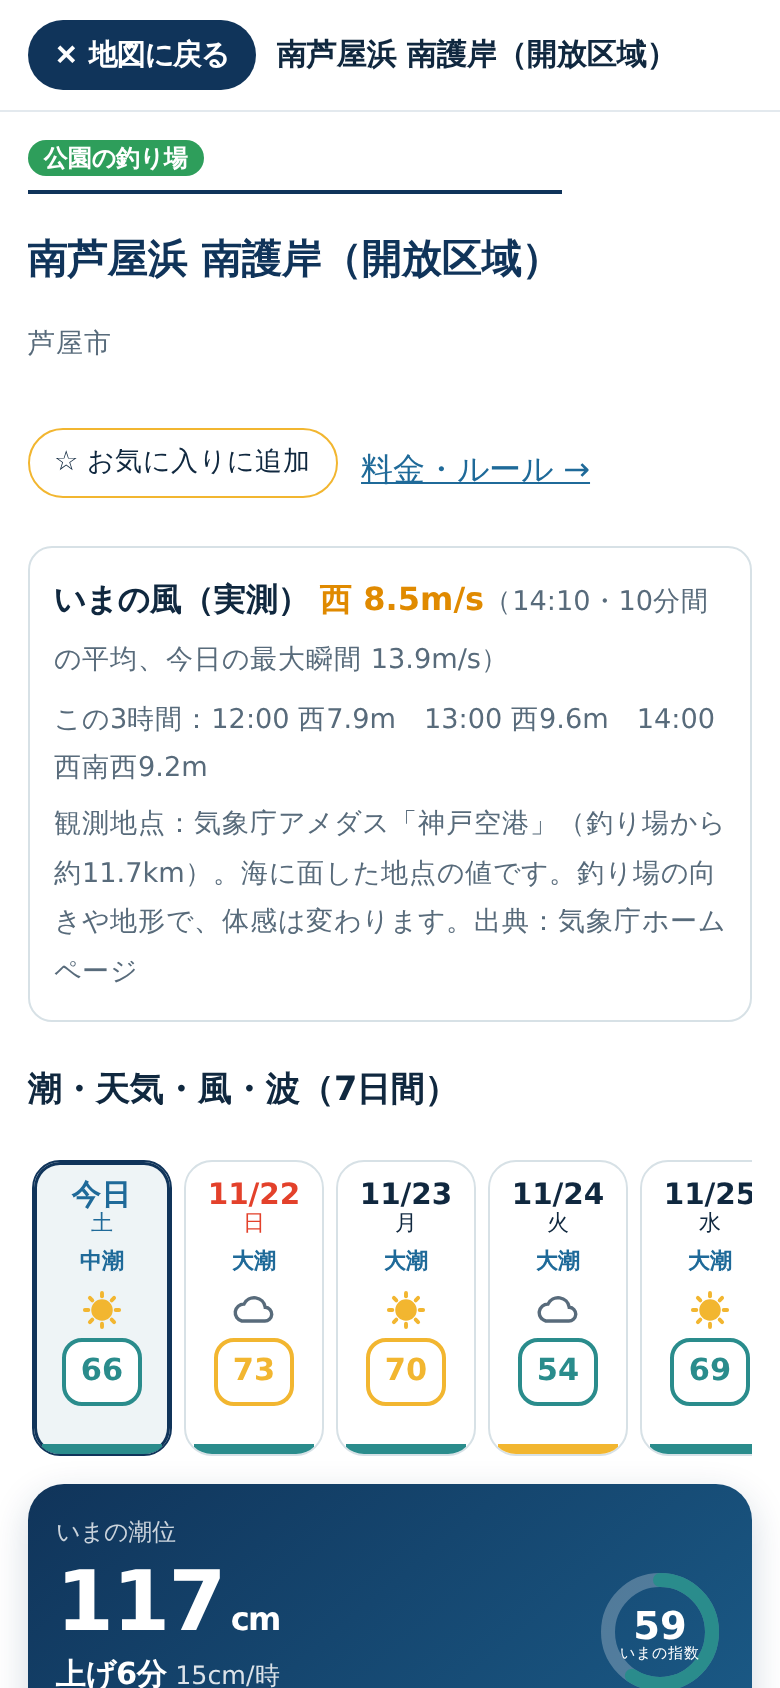 × 地図に戻る 南芦屋浜 南護岸（開放区域）
公園の釣り場
南芦屋浜 南護岸（開放区域）
芦屋市
☆ お気に入りに追加 料金・ルール →
いまの風（実測） 西 8.5m/s（14:10・10分間
の平均、今日の最大瞬間 13.9m/s）
この3時間：12:00 西7.9m　13:00 西9.6m　14:00
西南西9.2m
観測地点：気象庁アメダス「神戸空港」（釣り場から
約11.7km）。海に面した地点の値です。釣り場の向
きや地形で、体感は変わります。出典：気象庁ホーム
ページ
潮・天気・風・波（7日間）
今日 11/22 11/23 11/24 11/25
土 日 月 火 水
中潮 大潮 大潮 大潮 大潮
66 73 70 54 69
いまの潮位
117 cm
59
いまの指数
上げ6分 15cm/時